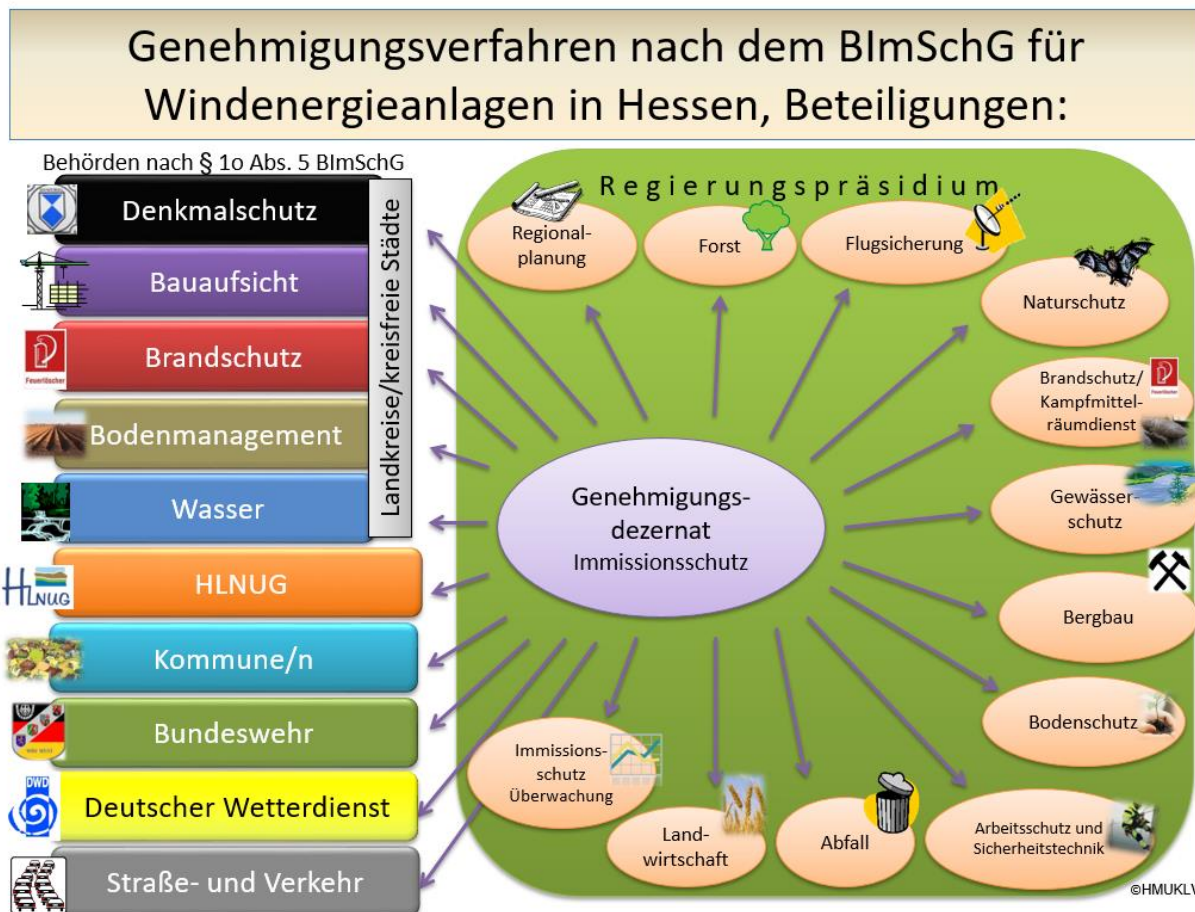 Genehmigungsverfahren nach dem BImSchG für
Windenergieanlagen in Hessen, Beteiligungen:
Behörden nach § 1o Abs. 5 BImSchG
Denkmalschutz
Bauaufsicht
Feuerlöscher
Brandschutz
Bodenmanagement
Wasser
Landkreise/kreisfreie Städte
HLNUG
HLNUG
Kommune/n
Bundeswehr
DWD
Deutscher Wetterdienst
Straße- und Verkehr
Regierungspräsidium
Regional-
planung
Forst
Flugsicherung
Naturschutz
Brandschutz/
Kampfmittel-
räumdienst
Feuerlöscher
Gewässer-
schutz
Bergbau
Bodenschutz
Arbeitsschutz und
Sicherheitstechnik
Abfall
Land-
wirtschaft
Immissions-
schutz
Überwachung
Genehmigungs-
dezernat
Immissionsschutz
©HMUKLV